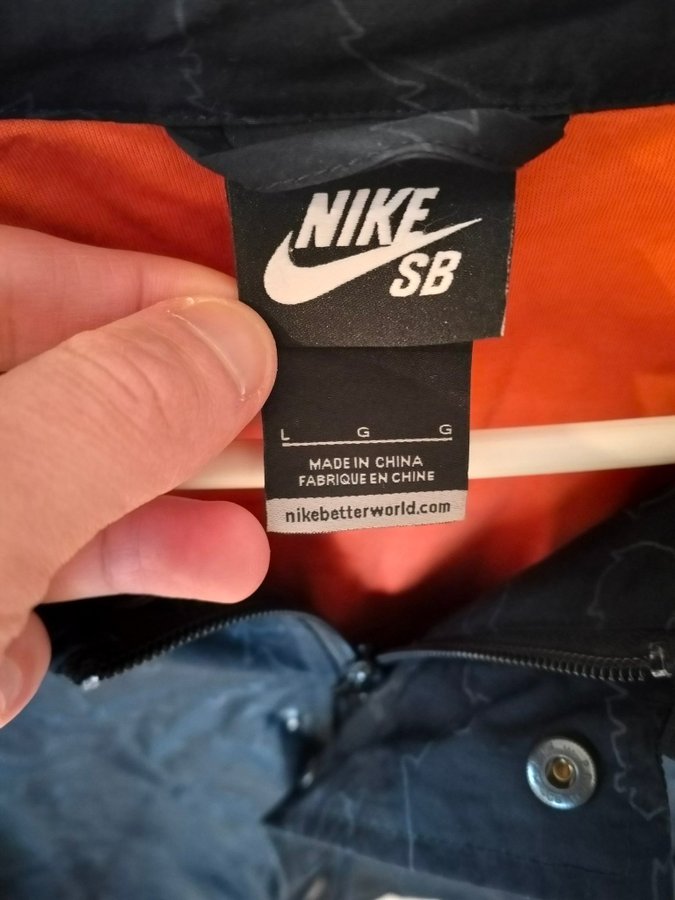 NIKE
SB
L G G
MADE IN CHINA
FABRIQUE EN CHINE
nikebetterworld.com